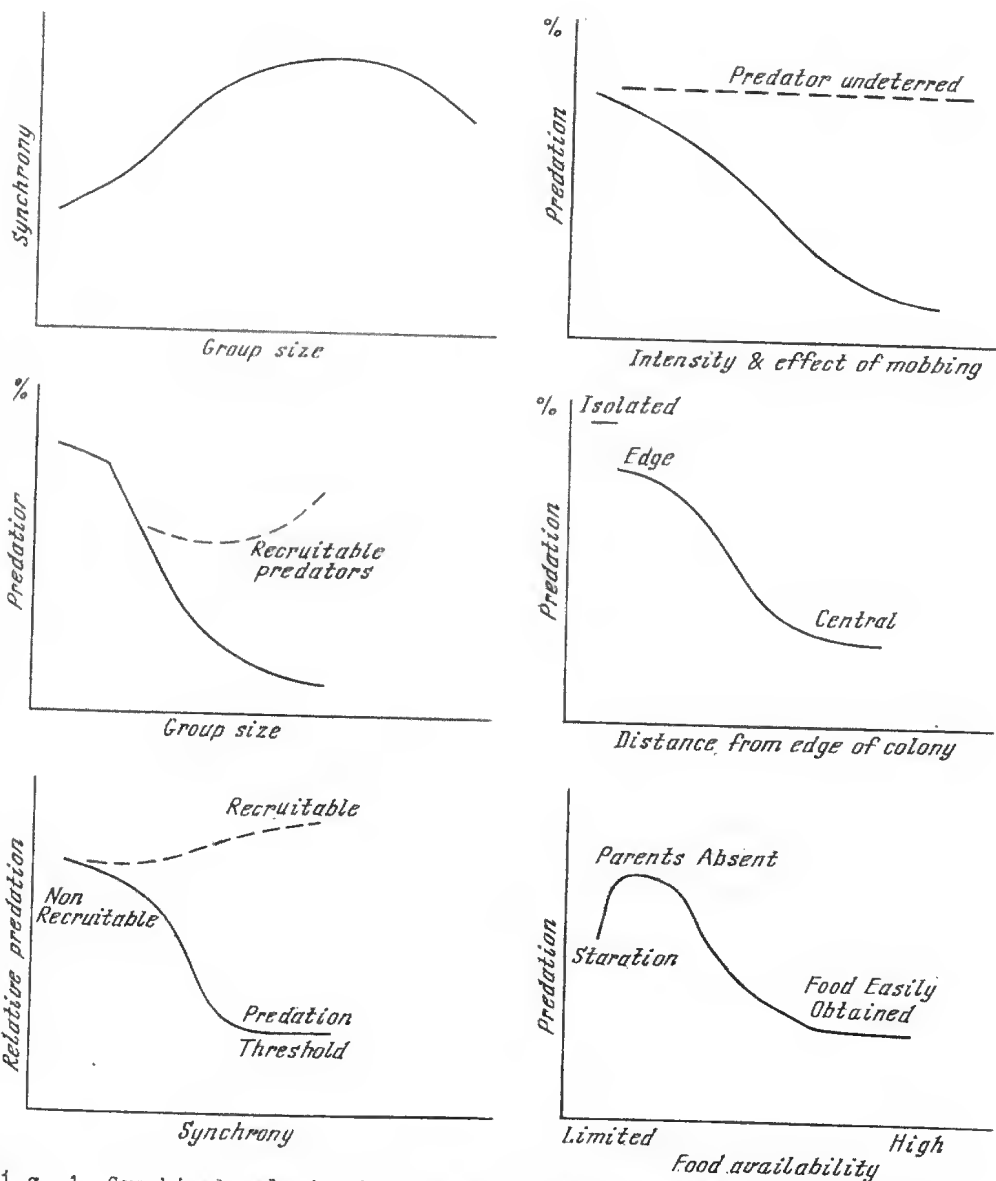 Synchrony
Group size
%
Predation
Predator undeterred
Intensity & effect of mobbing
%
Predation
Recruitable
predators
Group size
%
Isolated
Edge
Predation
Central
Distance from edge of colony
Relative predation
Recruitable
Non
Recruitable
Predation
Threshold
Synchrony
Predation
Parents Absent
Staration
Food Easily
Obtained
Limited
High
Food availability